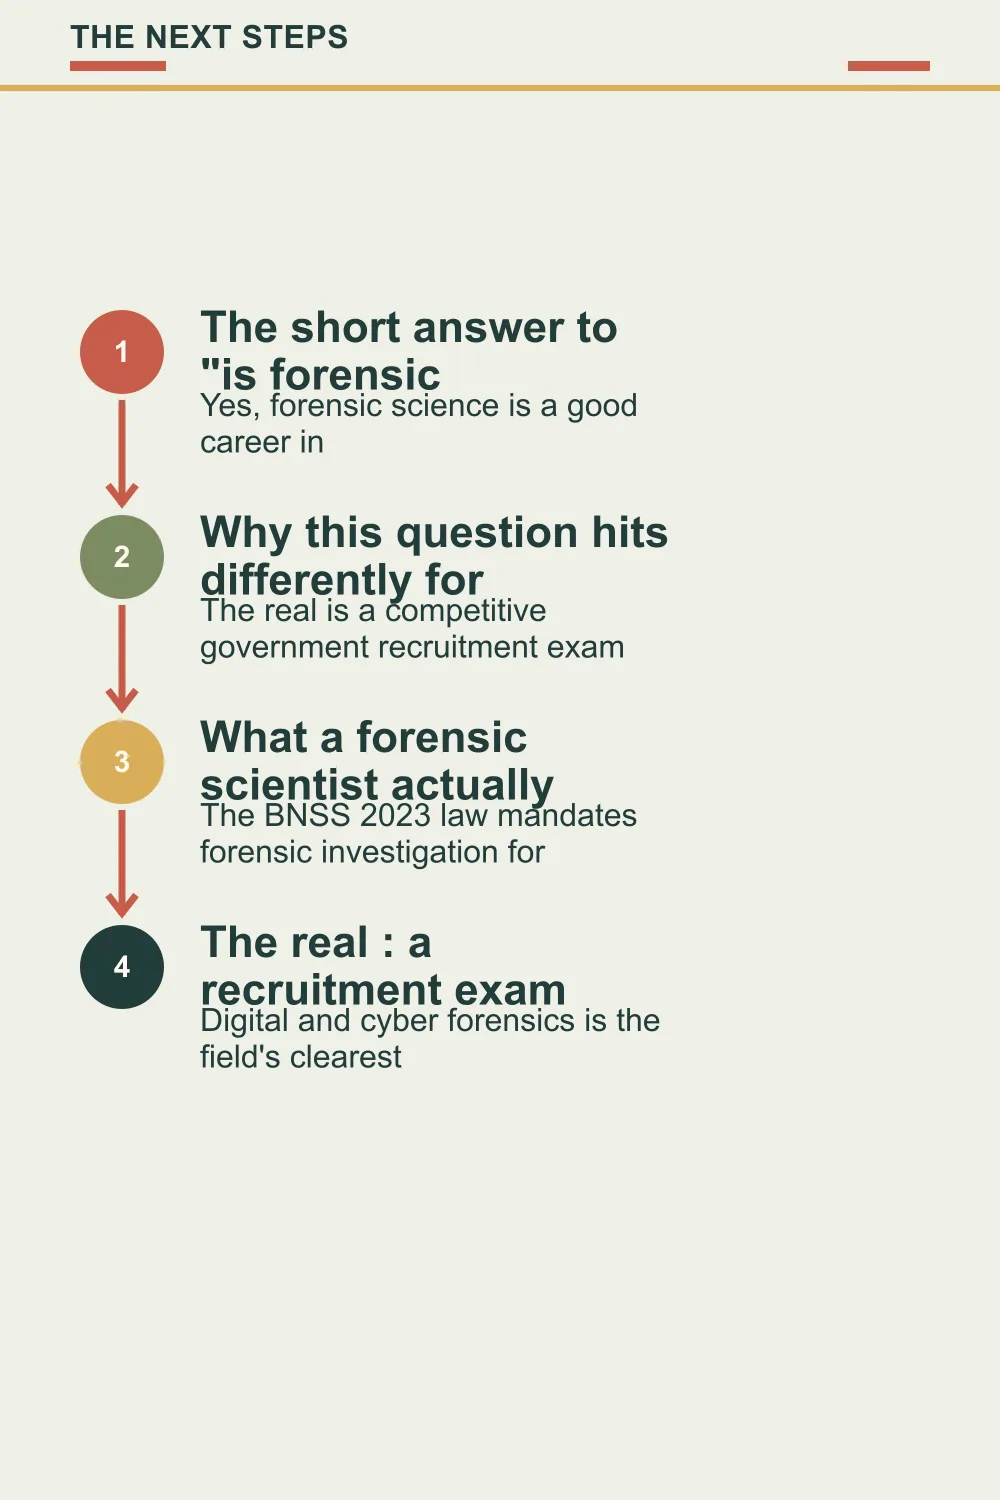 THE NEXT STEPS
1
The short answer to
"is forensic
Yes, forensic science is a good
career in
2
Why this question hits
differently for
The real is a competitive
government recruitment exam
3
What a forensic
scientist actually
The BNSS 2023 law mandates
forensic investigation for
4
The real : a
recruitment exam
Digital and cyber forensics is the
field's clearest